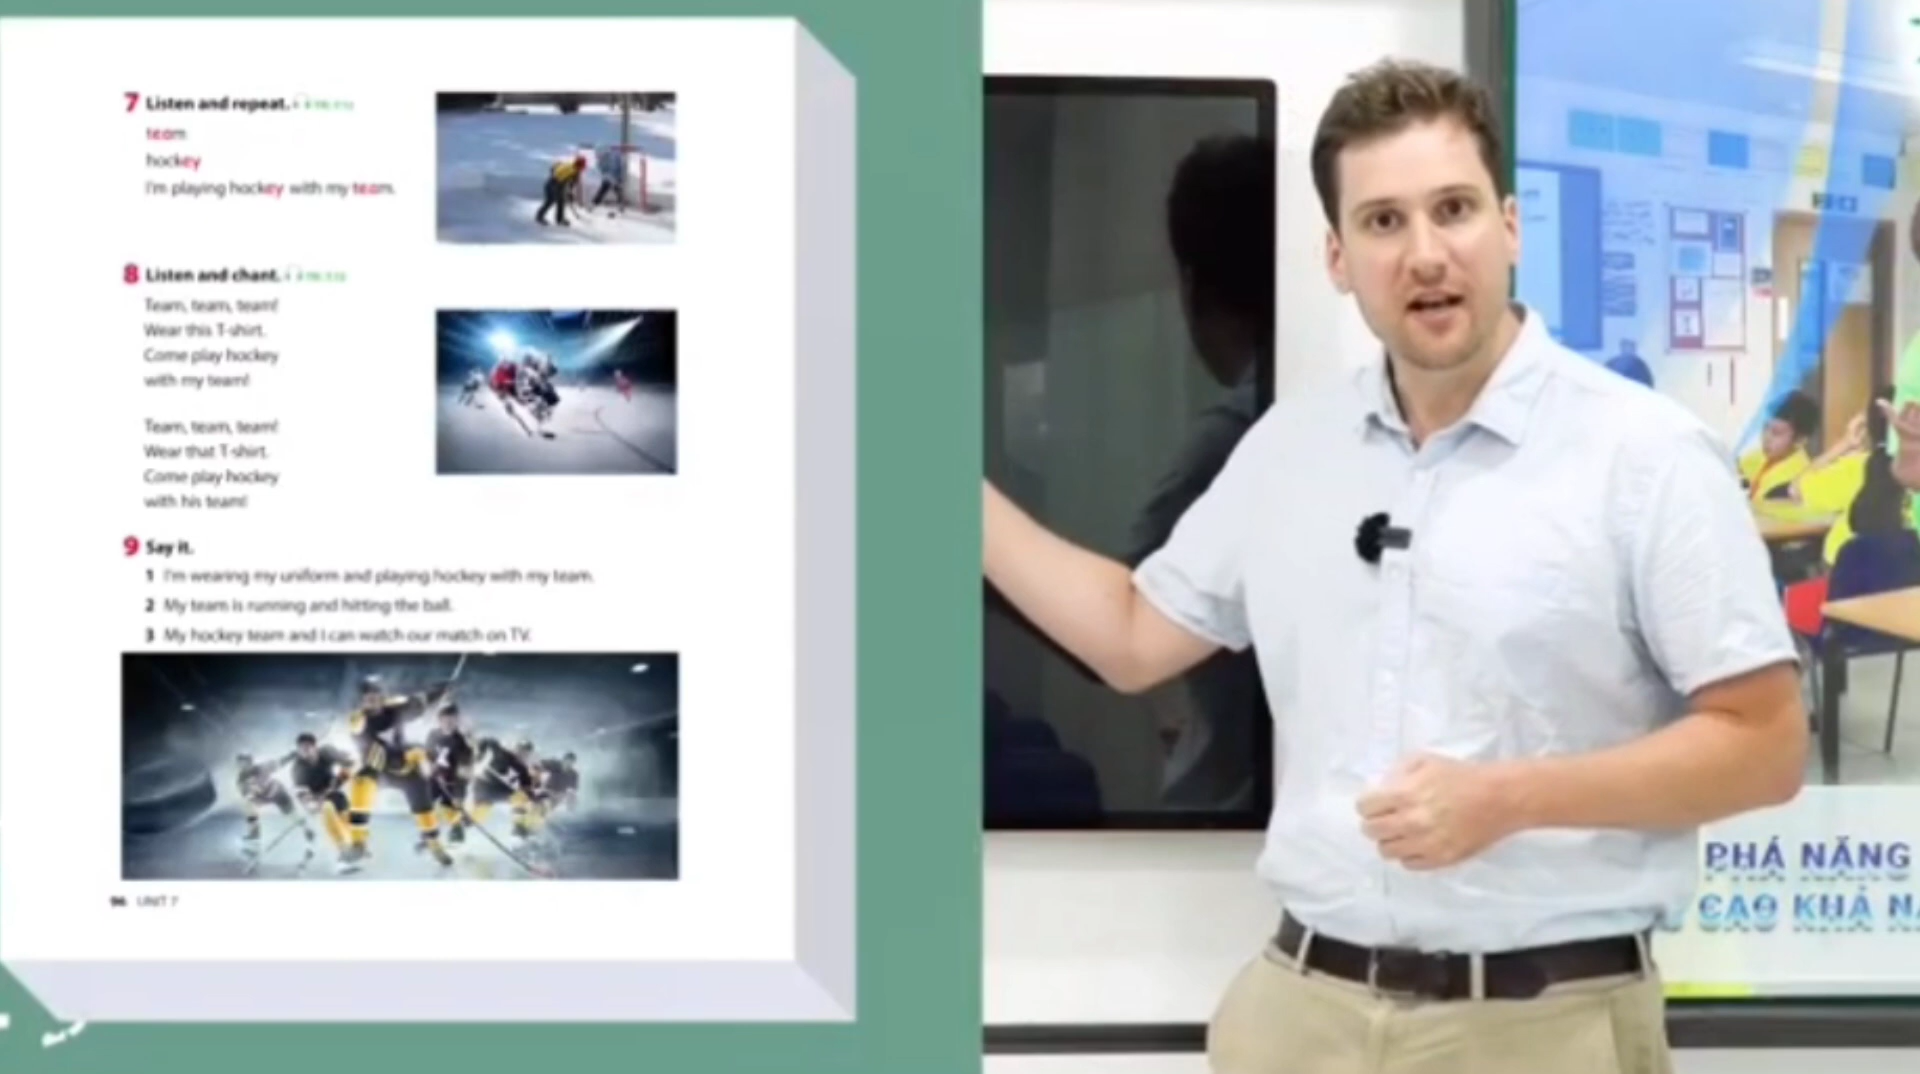 7 Listen and repeat.
team
hockey
I'm playing hockey with my team.
8 Listen and chant.
Team, team, team!
Wear this T-shirt.
Come play hockey
with my team!
Team, team, team!
Wear that T-shirt.
Come play hockey
with his team!
9 Say it.
1 I'm wearing my uniform and playing hockey with my team.
2 My team is running and hitting the ball.
3 My hockey team and I can watch our match on TV.
96 UNIT 7
PHÁ NĂNG
CAO KHẢ